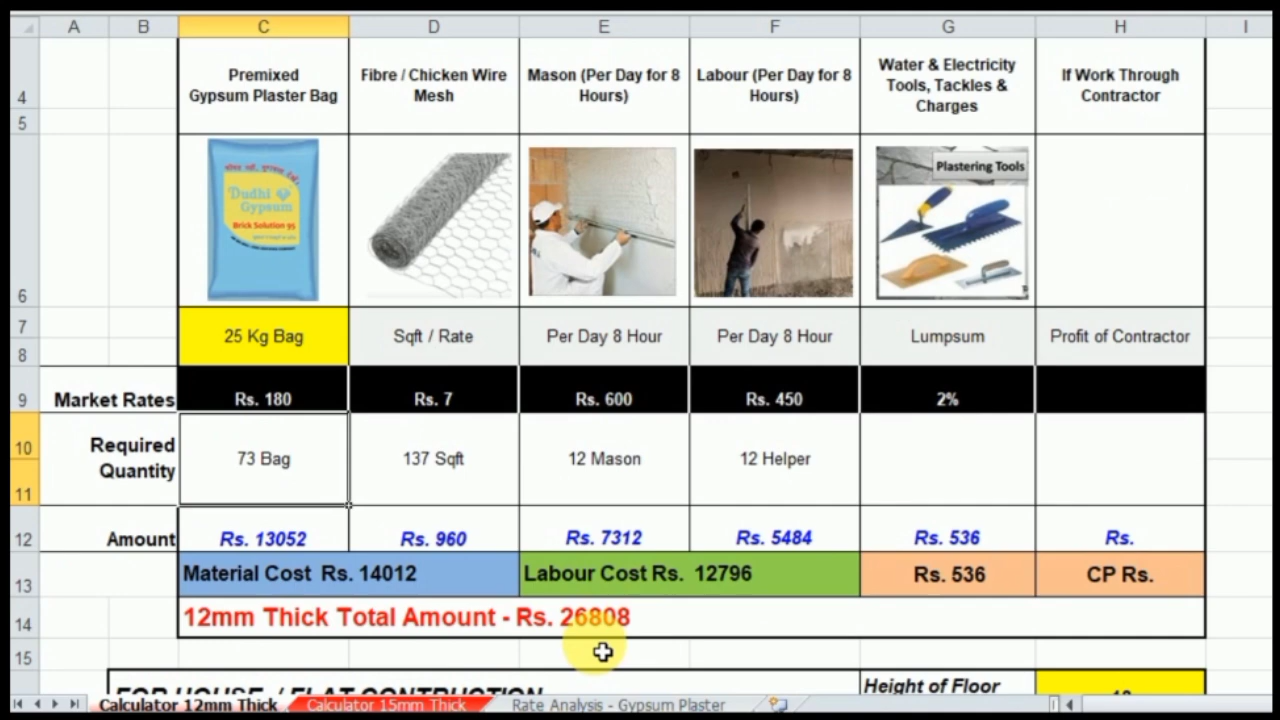 A B C D E F G H I
4 Premixed Gypsum Plaster Bag Fibre / Chicken Wire Mesh Mason (Per Day for 8 Hours) Labour (Per Day for 8 Hours) Water & Electricity Tools, Tackles & Charges If Work Through Contractor
5
Dudhi
Gypsum
Brick Solution 95
Plastering Tools
6
7 25 Kg Bag Sqft / Rate Per Day 8 Hour Per Day 8 Hour Lumpsum Profit of Contractor
8
9 Market Rates Rs. 180 Rs. 7 Rs. 600 Rs. 450 2%
10 Required Quantity 73 Bag 137 Sqft 12 Mason 12 Helper
11
12 Amount Rs. 13052 Rs. 960 Rs. 7312 Rs. 5484 Rs. 536 Rs.
13 Material Cost Rs. 14012 Labour Cost Rs. 12796 Rs. 536 CP Rs.
14 12mm Thick Total Amount - Rs. 26808
15
FOR HOUSE / FLAT CONTRUCTION Height of Floor 10
Calculator 12mm Thick Calculator 15mm Thick Rate Analysis - Gypsum Plaster